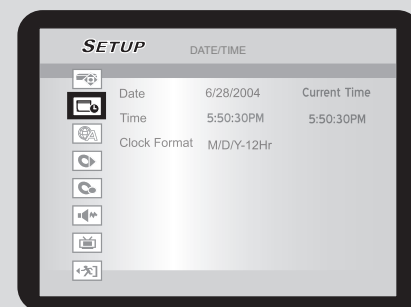 SETUP DATE/TIME
Date 6/28/2004 Current Time
Time 5:50:30PM 5:50:30PM
Clock Format M/D/Y-12Hr